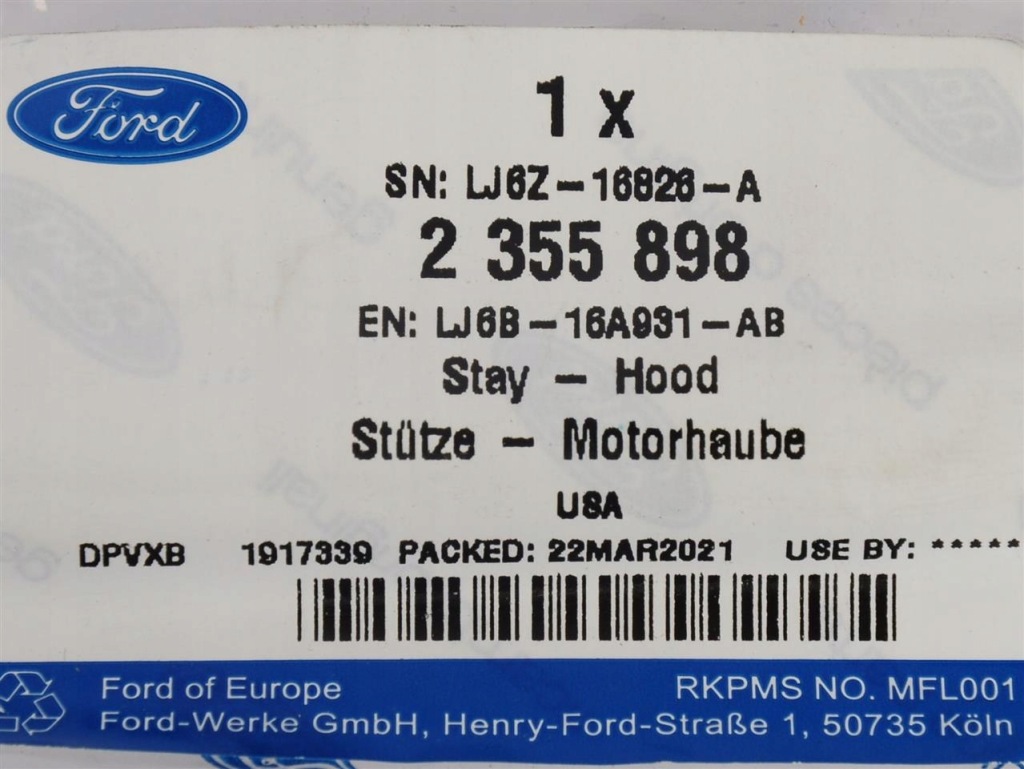 Ford
1 x
SN: LJ6Z-16826-A
2 355 898
EN: LJ6B-16A931-AB
Stay - Hood
Stütze - Motorhaube
USA
DPVXB 1917339 PACKED: 22MAR2021 USE BY: *****
Ford of Europe RKPMS NO. MFL001
Ford-Werke GmbH, Henry-Ford-Straße 1, 50735 Köln